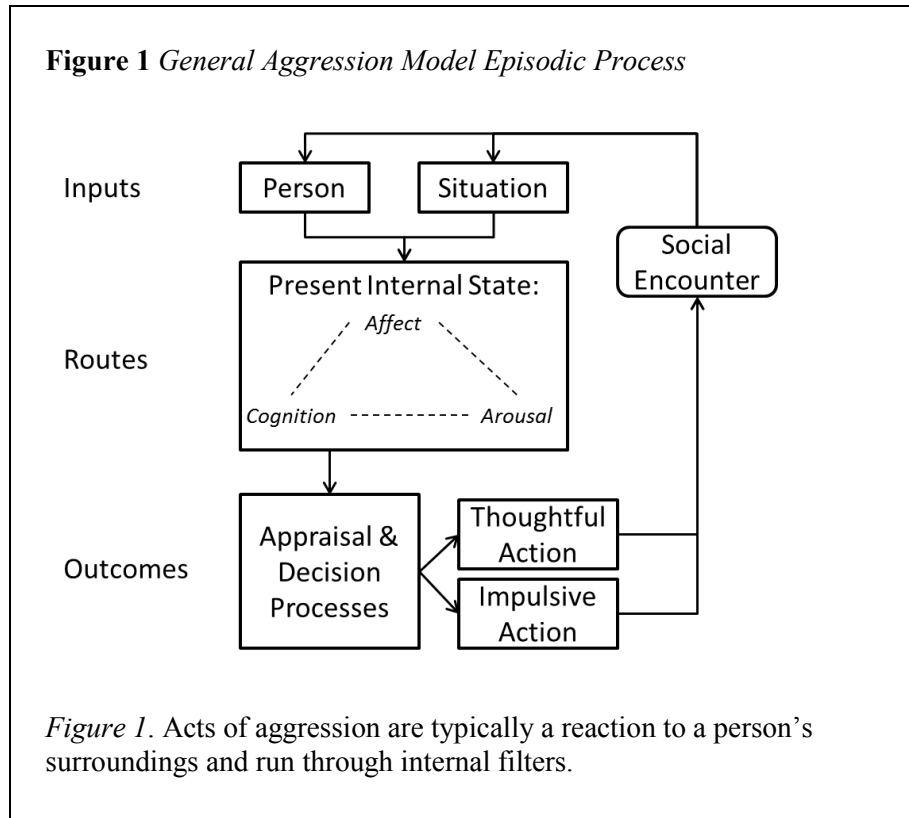 Figure 1 General Aggression Model Episodic Process
Inputs
Person
Situation
Social
Encounter
Present Internal State:
Affect
Routes
Cognition
Arousal
Outcomes
Appraisal &
Decision
Processes
Thoughtful
Action
Impulsive
Action
Figure 1. Acts of aggression are typically a reaction to a person’s
surroundings and run through internal filters.